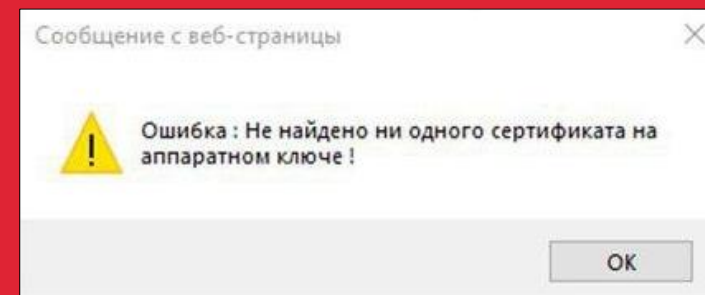 Сообщение с веб-страницы
Ошибка : Не найдено ни одного сертификата на
аппаратном ключе !
OK